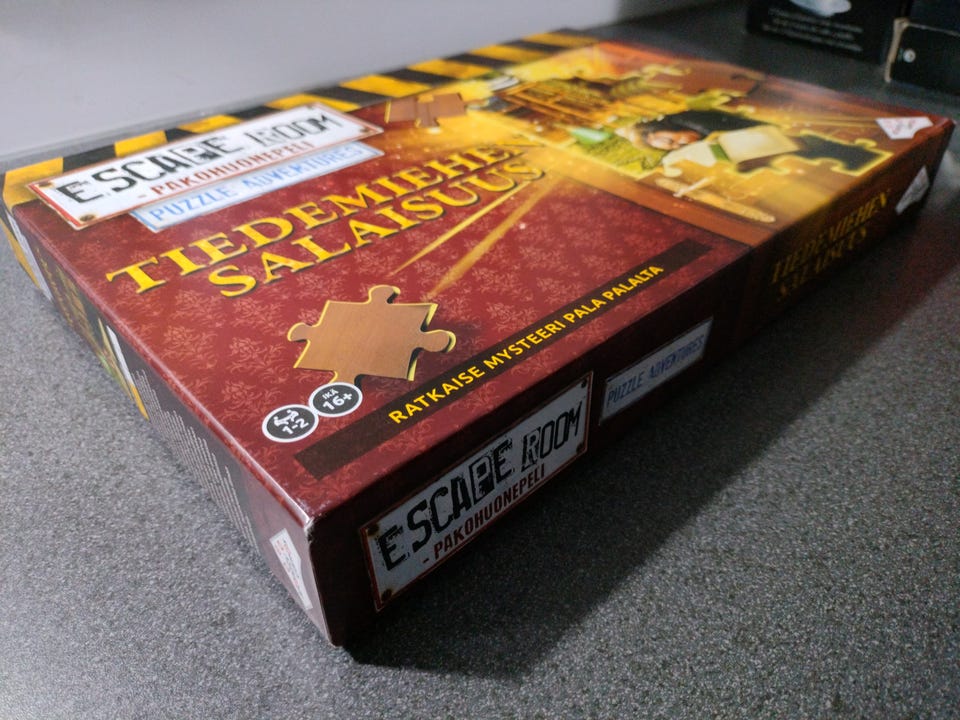 ESCAPE ROOM
PAKOHUONEPELI
PUZZLE ADVENTURES
TIEDEMIEHEN
SALAISUUS
RATKAISE MYSTEERI PALA PALALTA
1-2
IKÄ
16+
ESCAPE ROOM
- PAKOHUONEPELI
PUZZLE ADVENTURES
TIEDEMIEHEN
SALAISUUS